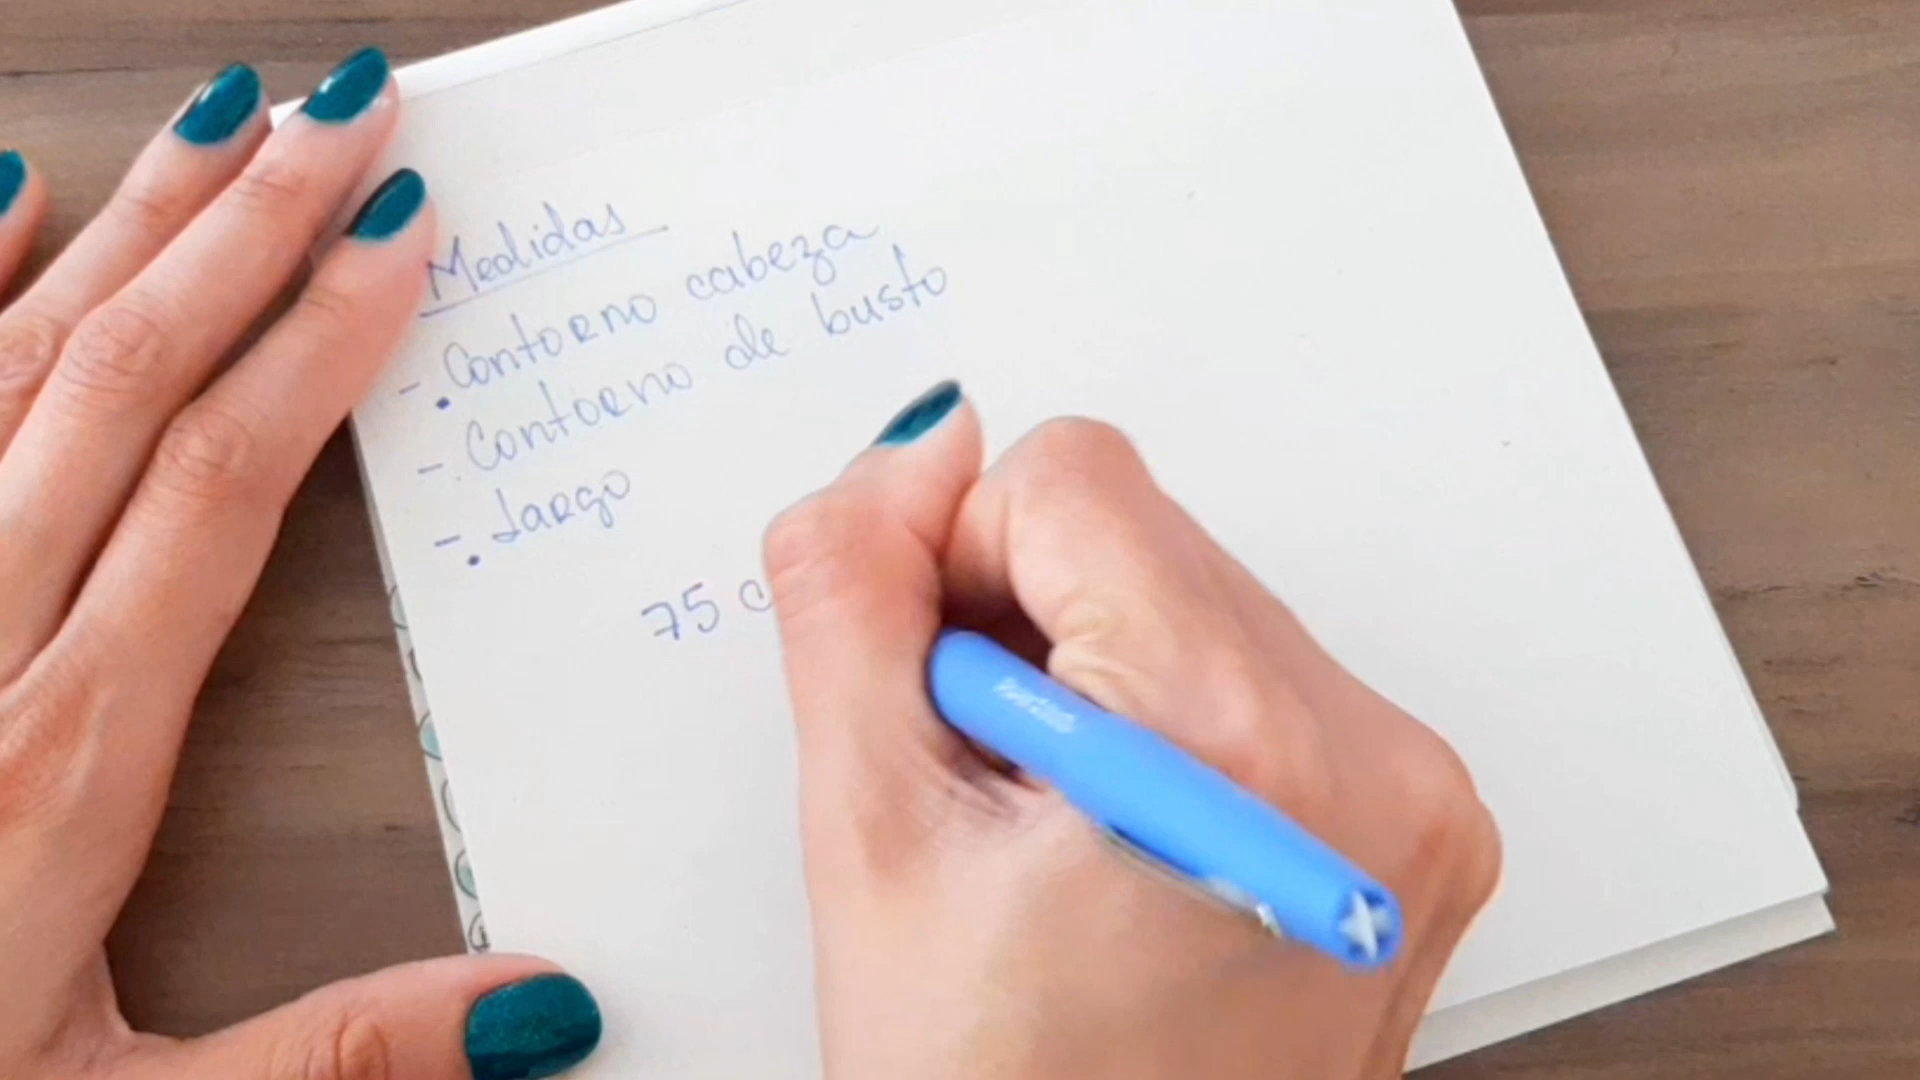 Medidas
- Contorno cabeza
- Contorno de busto
- Largo
75 c